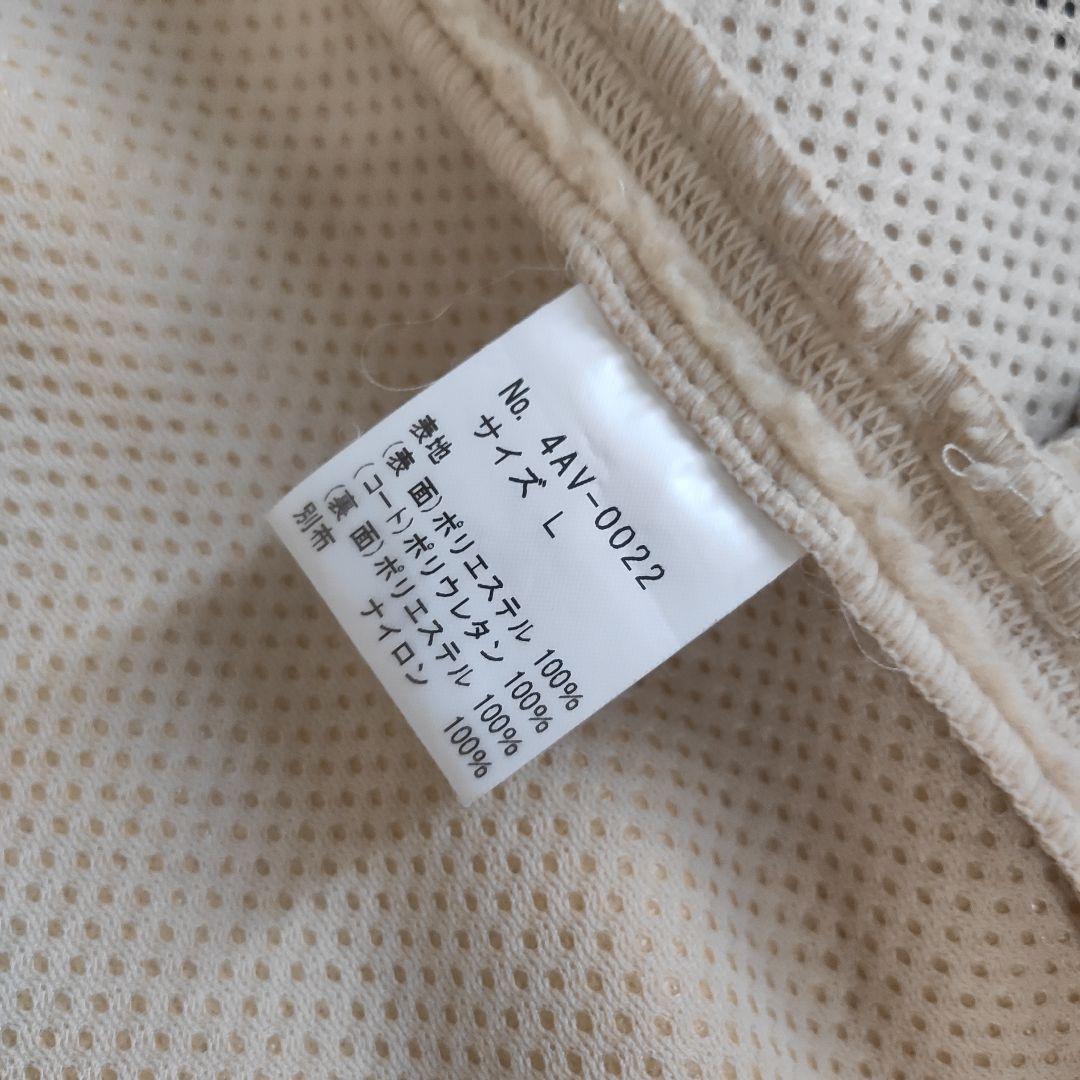 No. 4AV-0022
サイズ L
表地
(表 面)ポリエステル 100%
(コート)ポリウレタン 100%
(裏 面)ポリエステル 100%
別布 ナイロン 100%